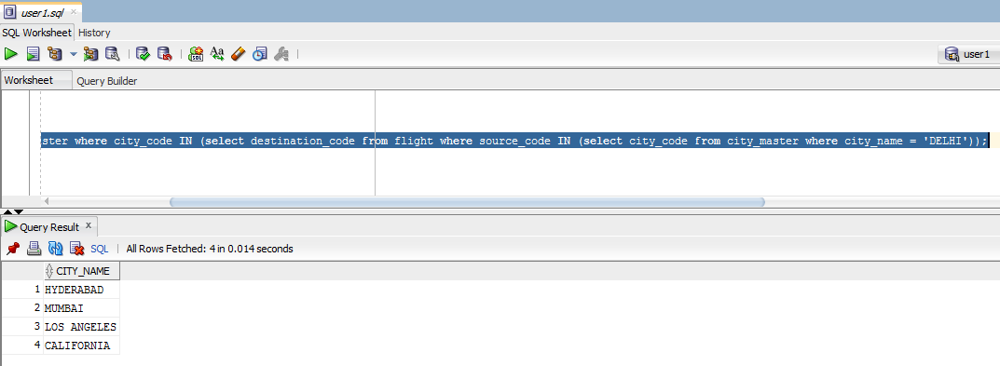 user1.sql
SQL Worksheet History
user1
Worksheet Query Builder
ster where city_code IN (select destination_code from flight where source_code IN (select city_code from city_master where city_name = 'DELHI'));
Query Result x
SQL | All Rows Fetched: 4 in 0.014 seconds
CITY_NAME
1 HYDERABAD
2 MUMBAI
3 LOS ANGELES
4 CALIFORNIA